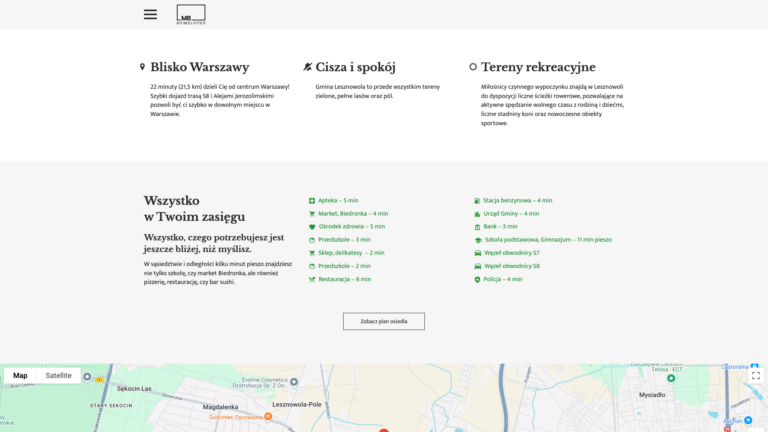 MB
DEWELOPER
Blisko Warszawy
22 minuty (21,5 km) dzieli Cię od centrum Warszawy!
Szybki dojazd trasą S8 i Alejami Jerozolimskimi
pozwoli być ci szybko w dowolnym miejscu w
Warszawie.
Cisza i spokój
Gmina Lesznowola to przede wszystkim tereny
zielone, pełne lasów oraz pól.
Tereny rekreacyjne
Miłośnicy czynnego wypoczynku znajdą w Lesznowoli
do dyspozycji liczne ścieżki rowerowe, pozwalające na
aktywne spędzanie wolnego czasu z rodziną i dziećmi,
liczne stadniny koni oraz nowoczesne obiekty
sportowe.
Wszystko
w Twoim zasięgu
Wszystko, czego potrzebujesz jest
jeszcze bliżej, niż myślisz.
W sąsiedztwie i odległości kilku minut pieszo znajdziesz
nie tylko szkołę, czy market Biedronka, ale również
pizzerię, restaurację, czy bar sushi.
Apteka – 5 min
Market, Biedronka – 4 min
Ośrodek zdrowia – 5 min
Przedszkole – 3 min
Sklep, delikatesy – 2 min
Przedszkole – 2 min
Restauracja – 6 min
Stacja benzynowa – 4 min
Urząd Gminy – 4 min
Bank – 3 min
Szkoła podstawowa, Gimnazjum – 11 min pieszo
Węzeł obwodnicy S7
Węzeł obwodnicy S8
Policja – 4 min
Zobacz plan osiedla
Map
Satellite
Sękocin Las
STARY SĘKOCIN
Magdalenka
Eveline Cosmetics
Dystrybucja Sp. Z Os...
Lesznowola-Pole
Gościniec Oycowizna
Tenisa · ECT
Castorama
Mysiadło
Auchan